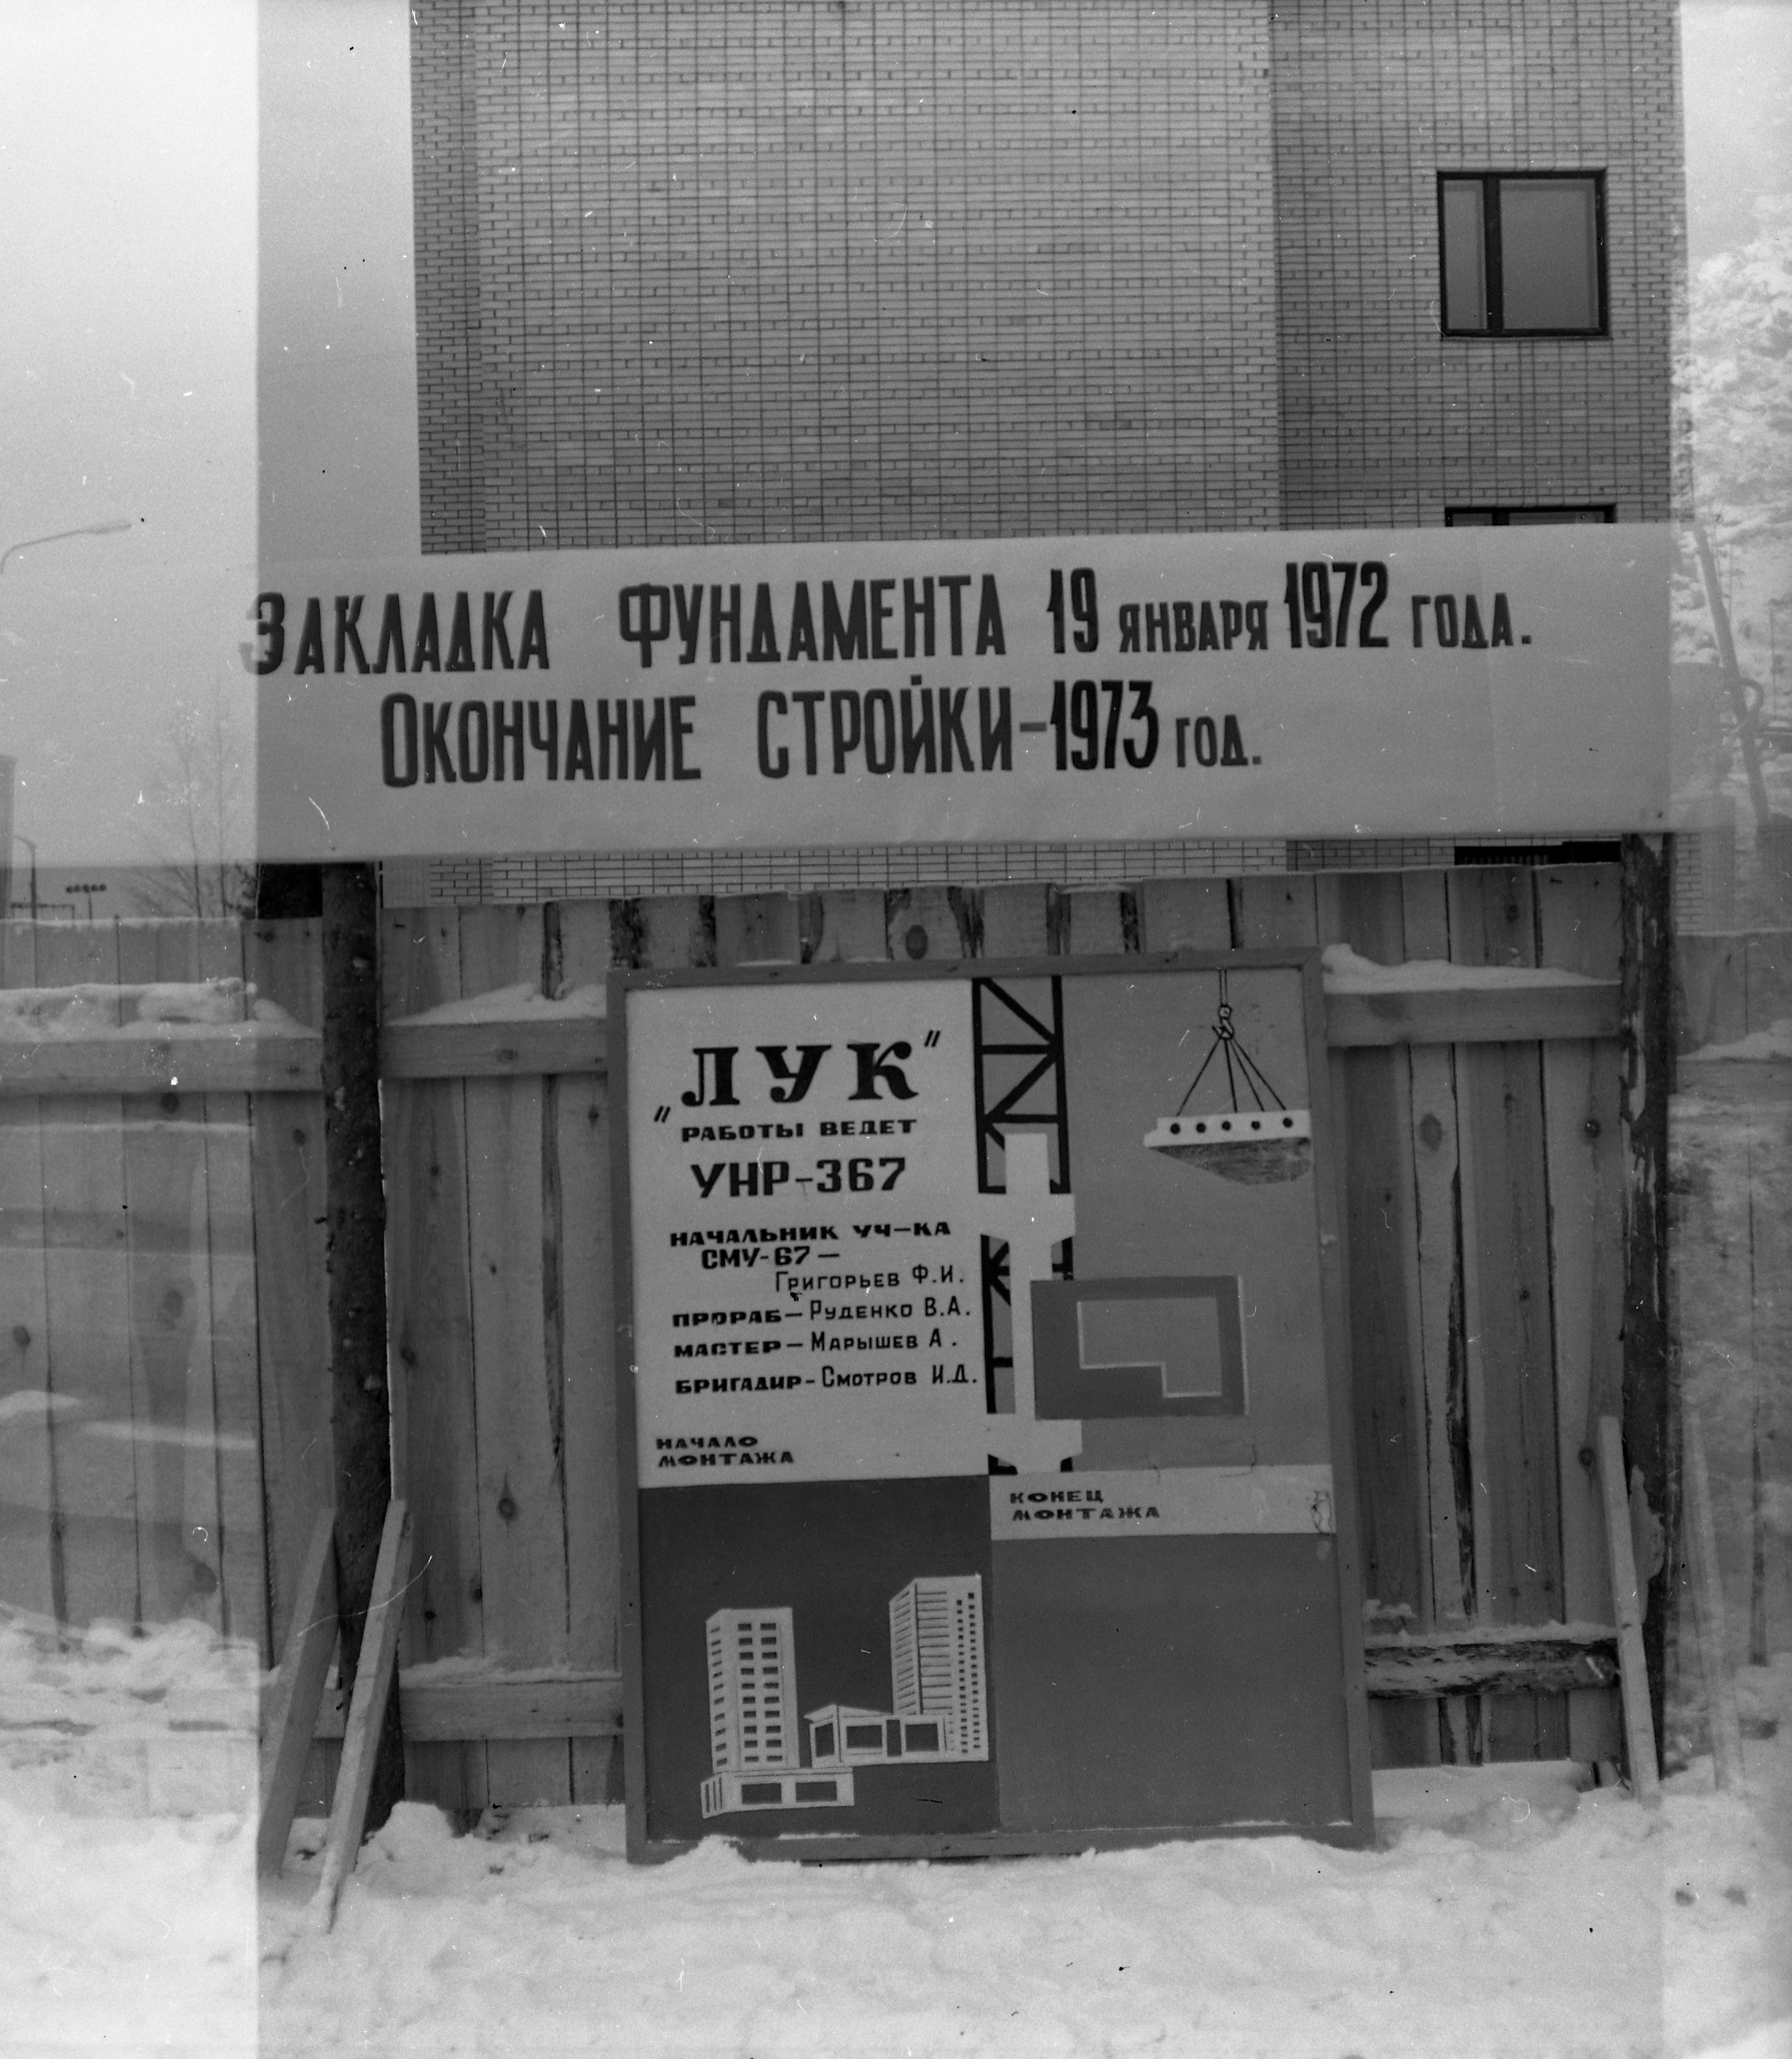 ЗАКЛАДКА ФУНДАМЕНТА 19 ЯНВАРЯ 1972 ГОДА.
ОКОНЧАНИЕ СТРОЙКИ-1973 ГОД.
„ЛУК"
РАБОТЫ ВЕДЕТ
УНР-367
НАЧАЛЬНИК УЧ-КА
СМУ-67-
ГРИГОРЬЕВ Ф.И.
ПРОРАБ-РУДЕНКО В.А.
МАСТЕР-МАРЫШЕВ А.
БРИГАДИР-СМОТРОВ И.Д.
НАЧАЛО
МОНТАЖА
КОНЕЦ
МОНТАЖА